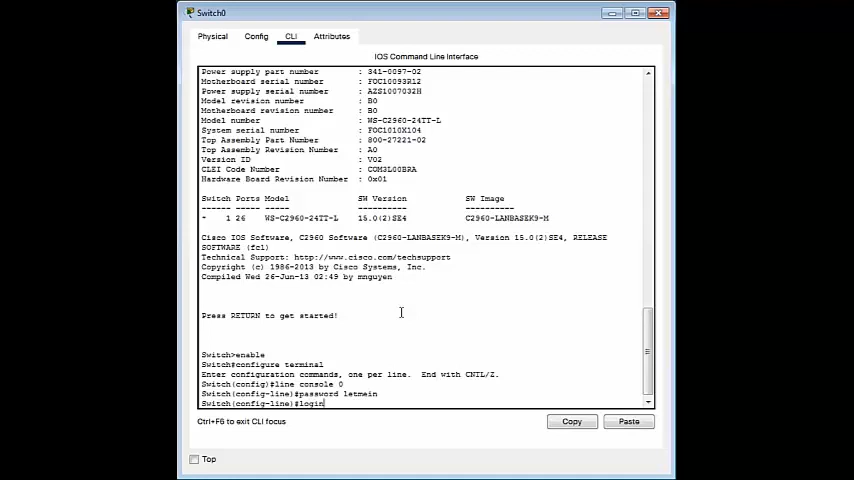 Switch0
Physical Config CLI Attributes
IOS Command Line Interface
Power supply part number : 341-0097-02
Motherboard serial number : FOC10093R12
Power supply serial number : AZS1007032H
Model revision number : B0
Motherboard revision number : B0
Model number : WS-C2960-24TT-L
System serial number : FOC1010X104
Top Assembly Part Number : 800-27221-02
Top Assembly Revision Number : A0
Version ID : V02
CLEI Code Number : COM3L00BRA
Hardware Board Revision Number : 0x01
Switch Ports Model SW Version SW Image
------ ----- ----- ---------- ----------
* 1 26 WS-C2960-24TT-L 15.0(2)SE4 C2960-LANBASEK9-M
Cisco IOS Software, C2960 Software (C2960-LANBASEK9-M), Version 15.0(2)SE4, RELEASE
SOFTWARE (fc1)
Technical Support: http://www.cisco.com/techsupport
Copyright (c) 1986-2013 by Cisco Systems, Inc.
Compiled Wed 26-Jun-13 02:49 by mnguyen
Press RETURN to get started!
Switch>enable
Switch#configure terminal
Enter configuration commands, one per line. End with CNTL/Z.
Switch(config)#line console 0
Switch(config-line)#password letmein
Switch(config-line)#login
Ctrl+F6 to exit CLI focus
Copy Paste
Top